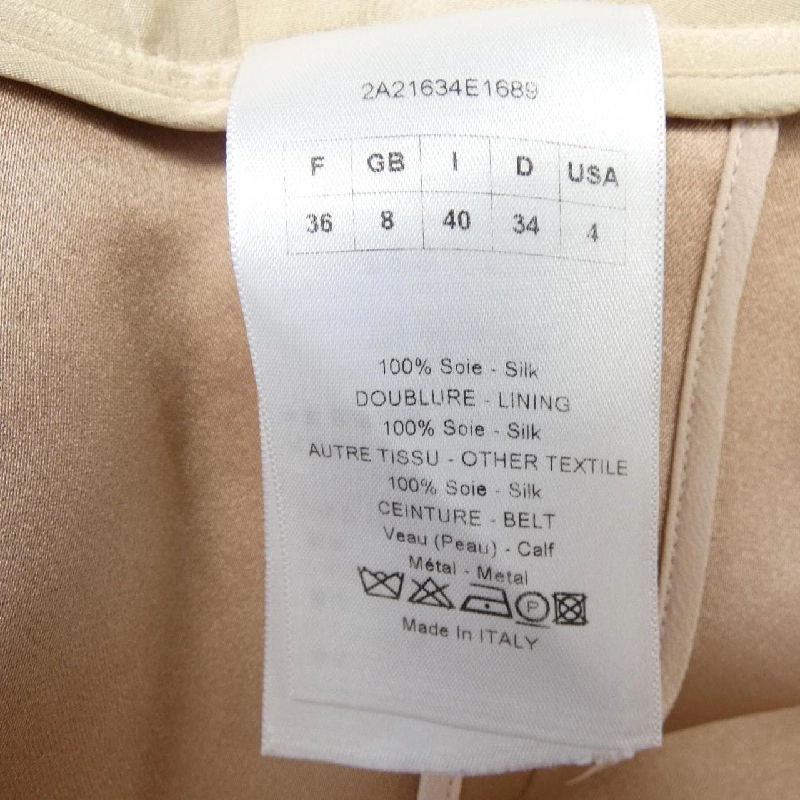 2A21634E1689
F GB I D USA
36 8 40 34 4
100% Soie - Silk
DOUBLURE - LINING
100% Soie - Silk
AUTRE TISSU - OTHER TEXTILE
100% Soie - Silk
CEINTURE - BELT
Veau (Peau) - Calf
Métal - Metal
P
Made In ITALY